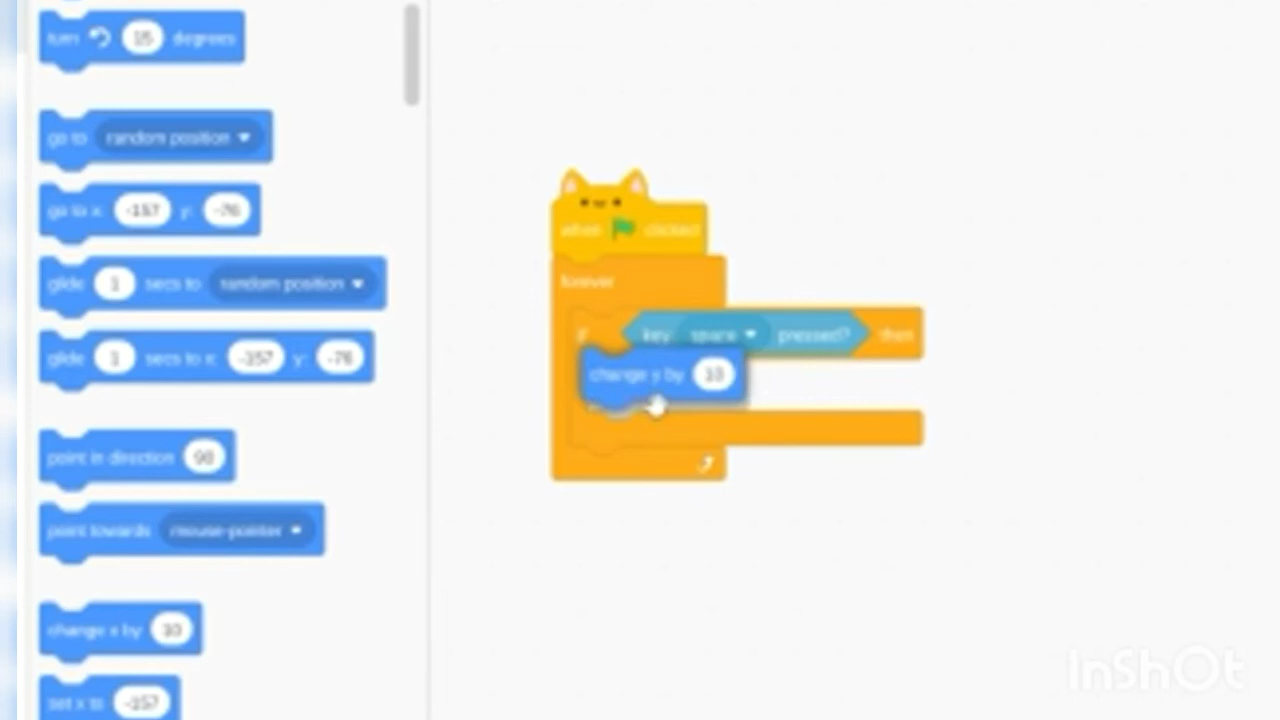 turn 15 degrees
go to random position
go to x: -157 y: -76
glide 1 secs to random position
glide 1 secs to x: -157 y: -76
point in direction 90
point towards mouse-pointer
change x by 10
set x to -157
when clicked
forever
if key space pressed? then
change y by 10
InShOt